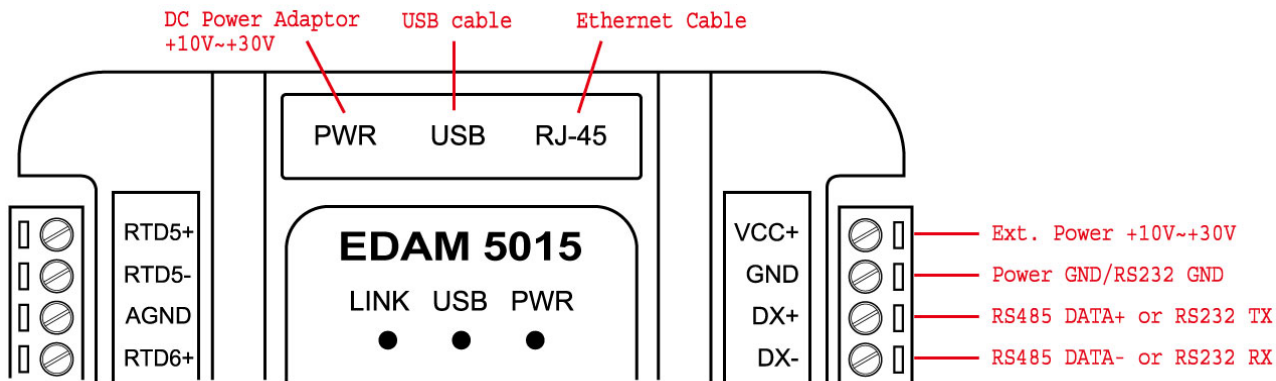 DC Power Adaptor USB cable Ethernet Cable
+10V~+30V
PWR USB RJ-45
RTD5+ EDAM 5015 VCC+ Ext. Power +10V~+30V
RTD5- GND Power GND/RS232 GND
LINK USB PWR
AGND DX+ RS485 DATA+ or RS232 TX
RTD6+ DX- RS485 DATA- or RS232 RX